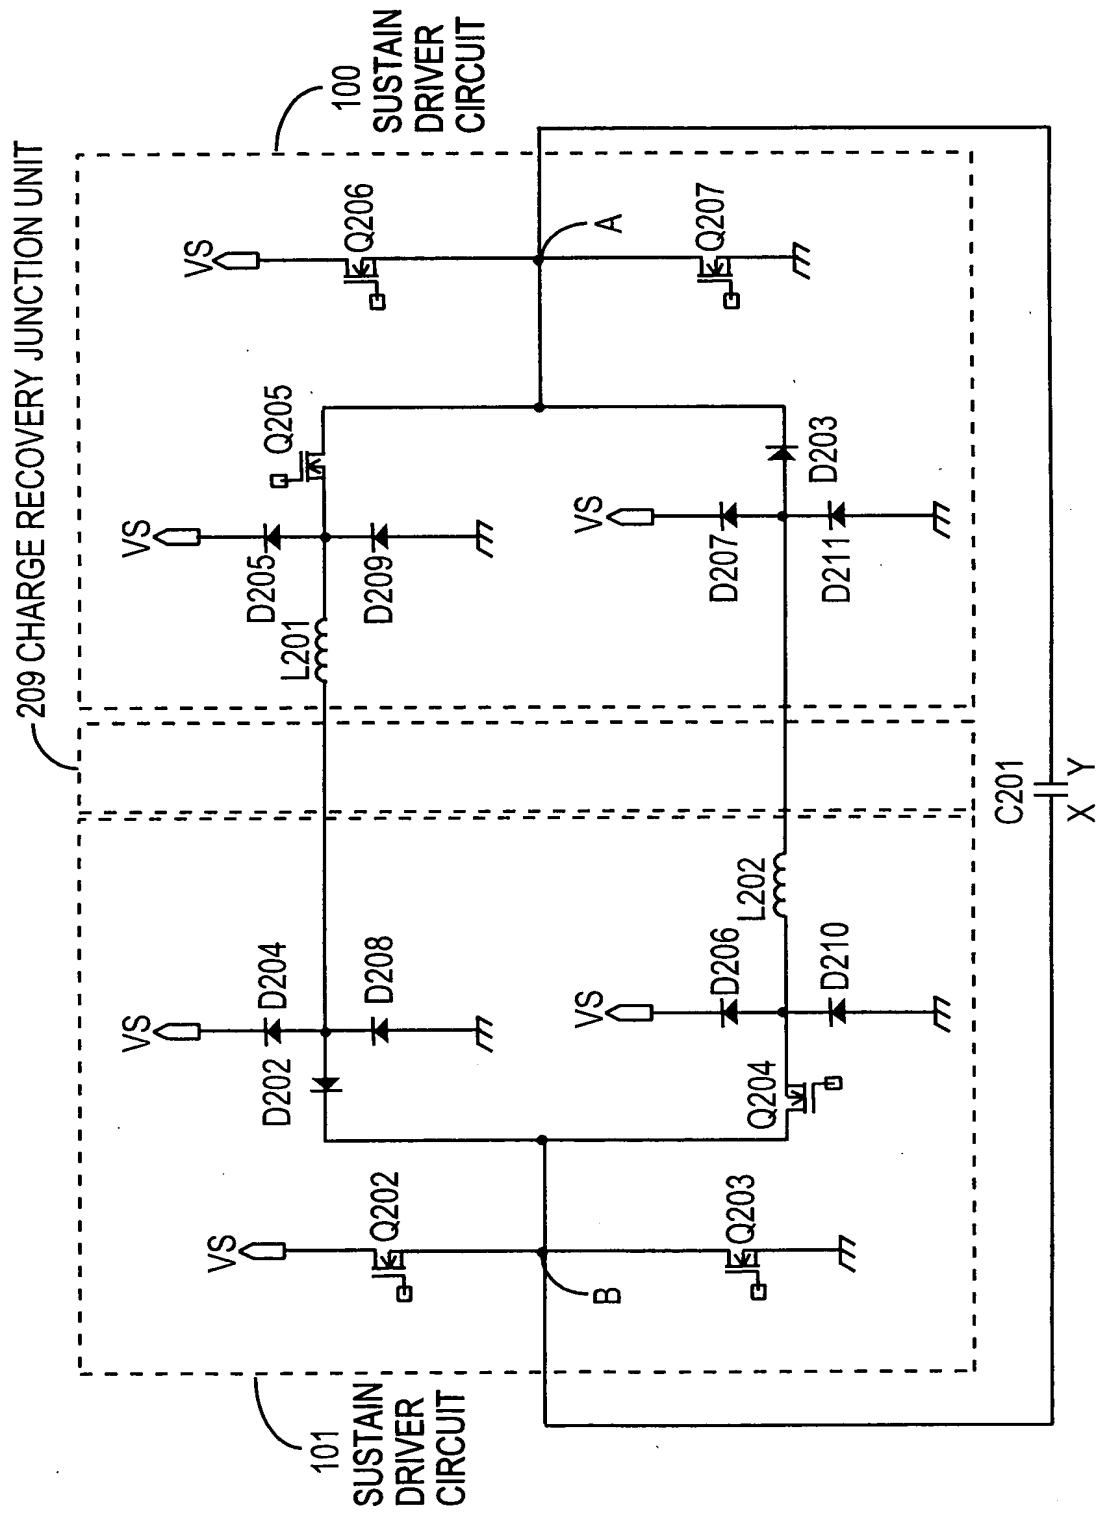 209 CHARGE RECOVERY JUNCTION UNIT
101
SUSTAIN
DRIVER
CIRCUIT
100
SUSTAIN
DRIVER
CIRCUIT
VS
Q202
B
Q203
VS
D202
D204
D208
VS
Q204
D206
D210
L202
L201
VS
D205
D209
Q205
VS
D207
D211
D203
VS
Q206
A
Q207
C201
X
Y